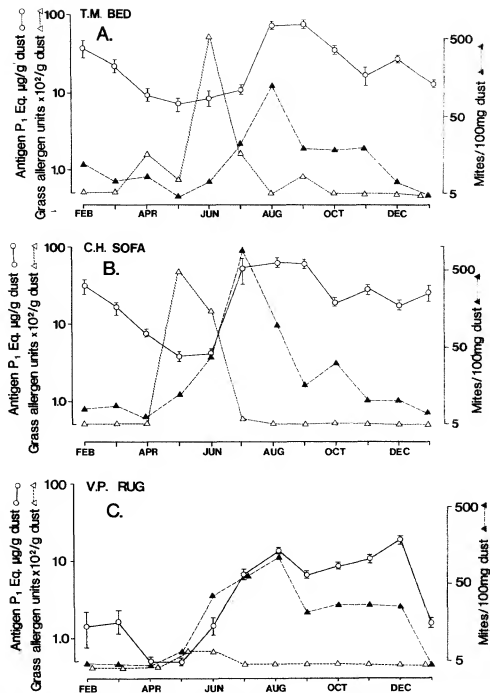 T.M. BED
A.
Antigen P₁ Eq. µg/g dust
Grass allergen units x10²/g dust
100
10
1.0
500
50
5
Mites/100mg dust
FEB APR JUN AUG OCT DEC
C.H. SOFA
B.
Antigen P₁ Eq. µg/g dust
Grass allergen units x10²/g dust
100
10
1.0
500
50
5
Mites/100mg dust
FEB APR JUN AUG OCT DEC
V.P. RUG
C.
Antigen P₁ Eq. µg/g dust
Grass allergen units x10²/g dust
100
10
1.0
500
50
5
Mites/100mg dust
FEB APR JUN AUG OCT DEC